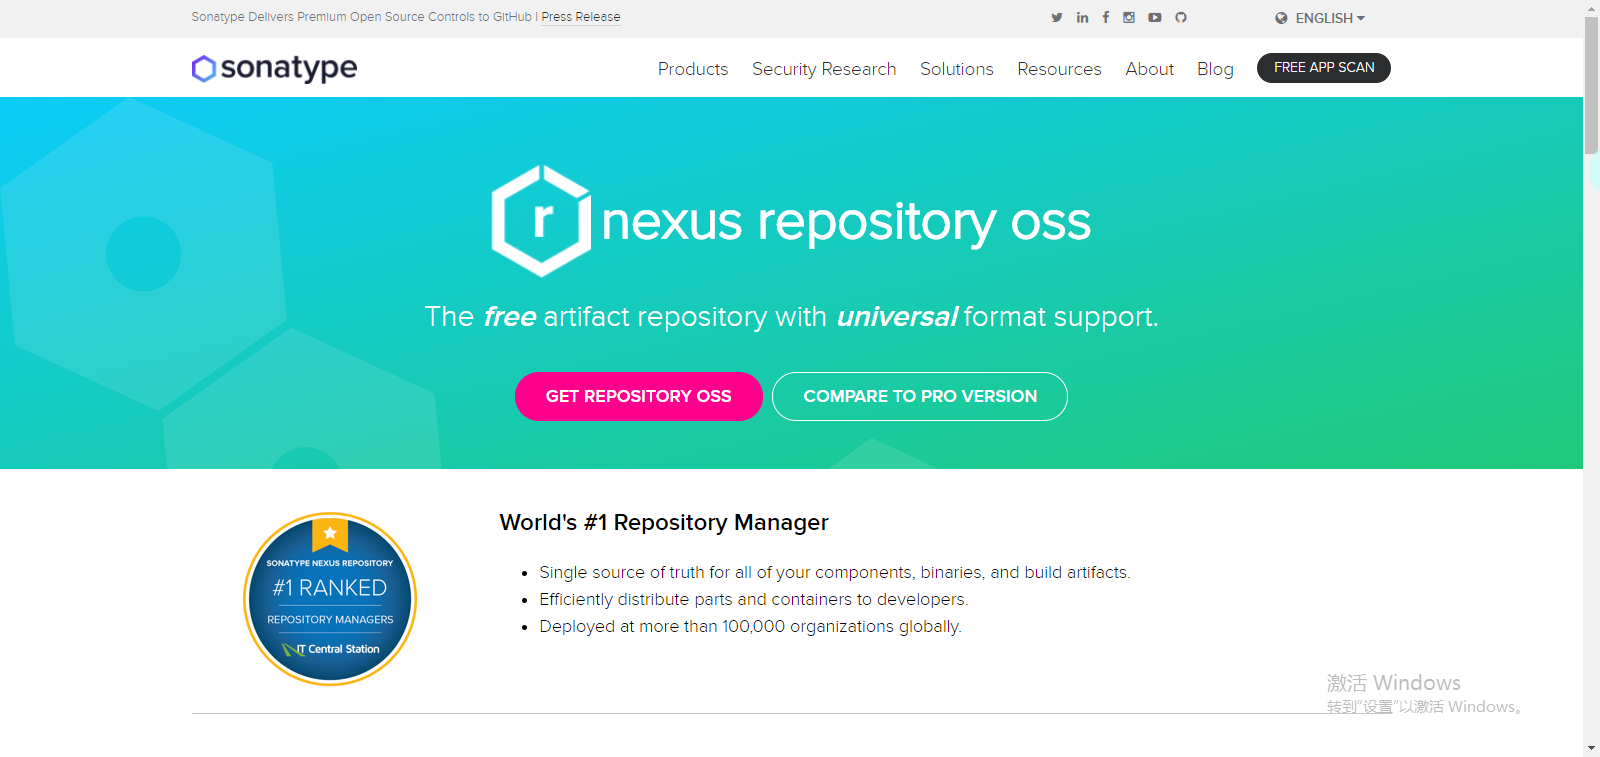 Sonatype Delivers Premium Open Source Controls to GitHub | Press Release
ENGLISH
sonatype
Products Security Research Solutions Resources About Blog FREE APP SCAN
r nexus repository oss
The free artifact repository with universal format support.
GET REPOSITORY OSS COMPARE TO PRO VERSION
SONATYPE NEXUS REPOSITORY
#1 RANKED
REPOSITORY MANAGERS
IT Central Station
World's #1 Repository Manager
Single source of truth for all of your components, binaries, and build artifacts.
Efficiently distribute parts and containers to developers.
Deployed at more than 100,000 organizations globally.
激活 Windows
转到“设置”以激活 Windows。